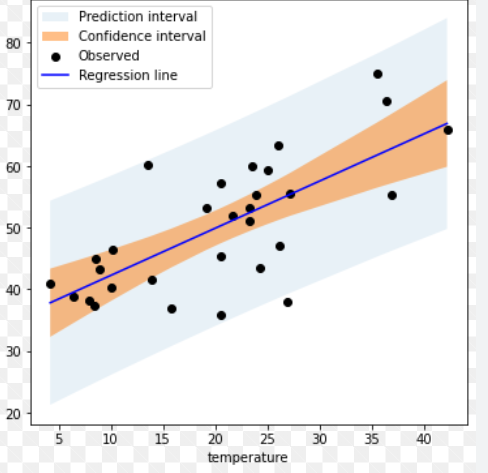 Prediction interval
Confidence interval
Observed
Regression line
80
70
60
50
40
30
20
5 10 15 20 25 30 35 40
temperature